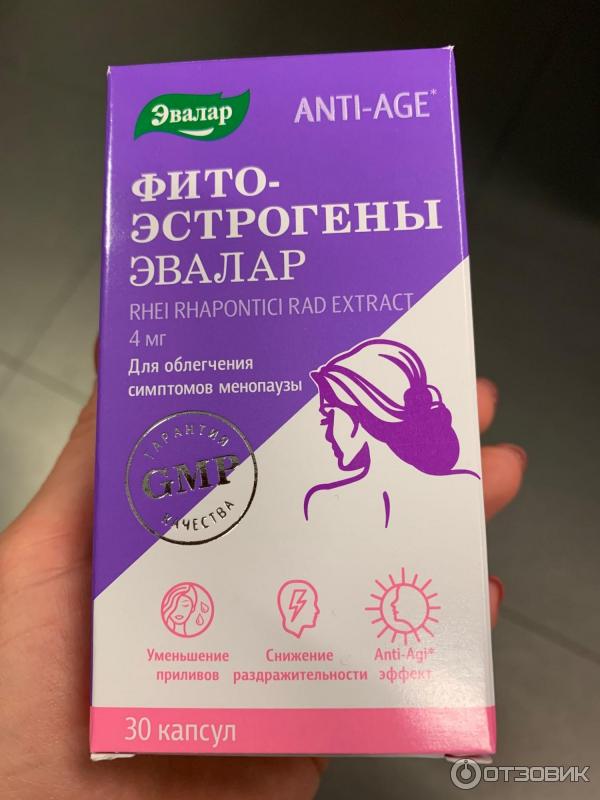 Эвалар
ANTI-AGE*
ФИТО-
ЭСТРОГЕНЫ
ЭВАЛАР
RHEI RHAPONTICI RAD EXTRACT
4 мг
Для облегчения
симптомов менопаузы
ГАРАНТИЯ
GMP
КАЧЕСТВА
Уменьшение
приливов
Снижение
раздражительности
Anti-Agi*
эффект
30 капсул
ОТЗОВИК